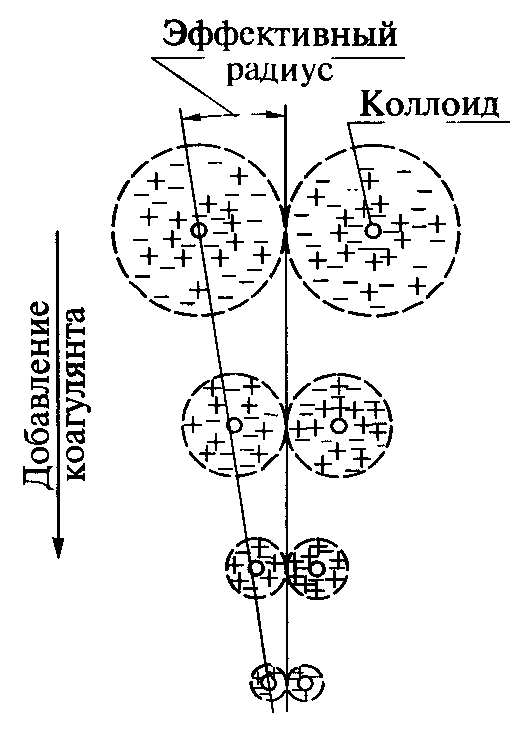 Эффективный
радиус
Коллоид
Добавление
коагулянта